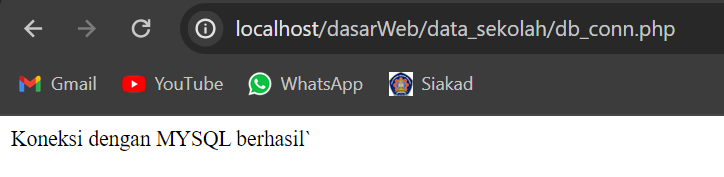 localhost/dasarWeb/data_sekolah/db_conn.php
Gmail YouTube WhatsApp Siakad
Koneksi dengan MYSQL berhasil`